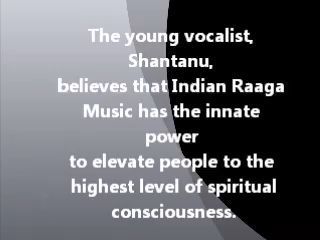 The young vocalist,
Shantanu,
believes that Indian Raaga
Music has the innate
power
to elevate people to the
highest level of spiritual
consciousness.